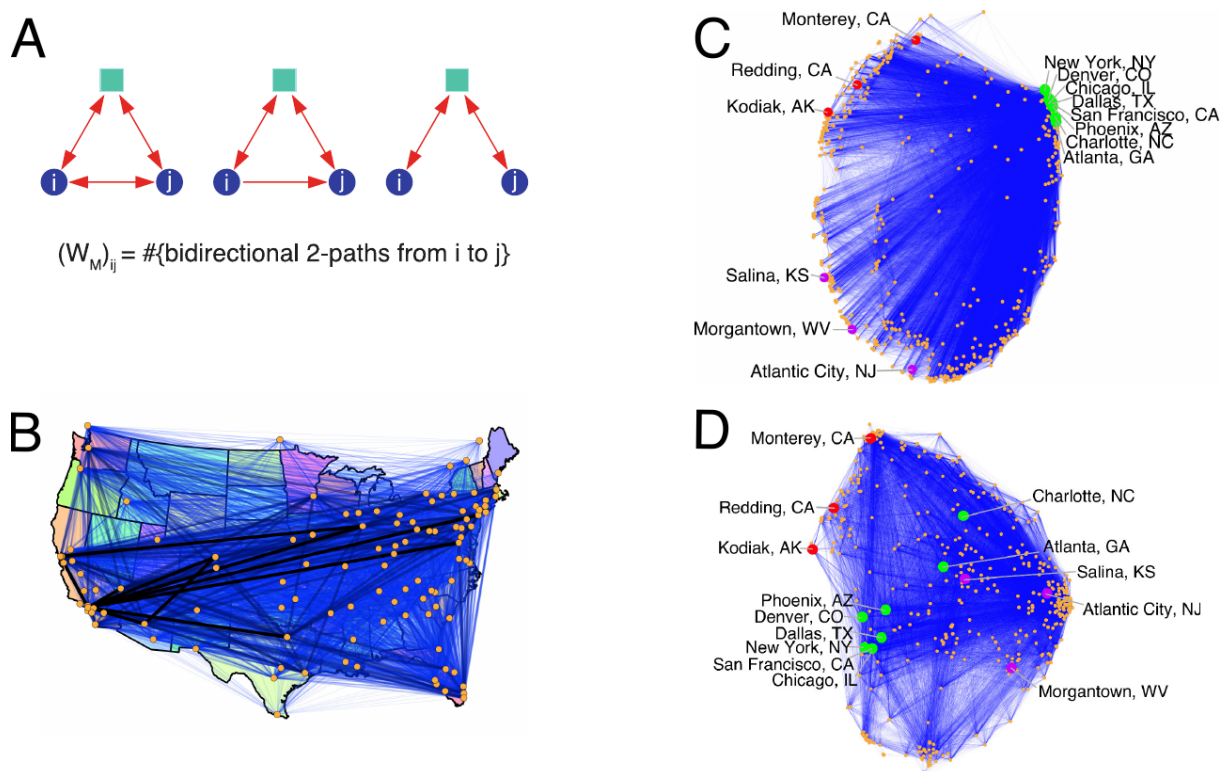 A
i
j
i
j
i
j
(W_M)_ij = #{bidirectional 2-paths from i to j}
B
C
Monterey, CA
Redding, CA
Kodiak, AK
New York, NY
Denver, CO
Chicago, IL
Dallas, TX
San Francisco, CA
Phoenix, AZ
Charlotte, NC
Atlanta, GA
Salina, KS
Morgantown, WV
Atlantic City, NJ
D
Monterey, CA
Redding, CA
Kodiak, AK
Charlotte, NC
Atlanta, GA
Salina, KS
Atlantic City, NJ
Phoenix, AZ
Denver, CO
Dallas, TX
New York, NY
San Francisco, CA
Chicago, IL
Morgantown, WV